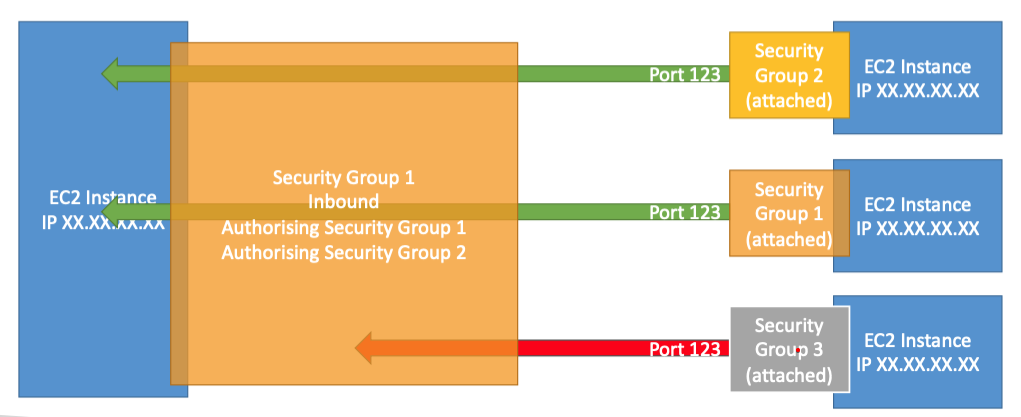 EC2 Instance
IP XX.XX.XX.XX
Security Group 1
Inbound
Authorising Security Group 1
Authorising Security Group 2
Port 123
Security
Group 2
(attached)
EC2 Instance
IP XX.XX.XX.XX
Port 123
Security
Group 1
(attached)
EC2 Instance
IP XX.XX.XX.XX
Port 123
Security
Group 3
(attached)
EC2 Instance
IP XX.XX.XX.XX